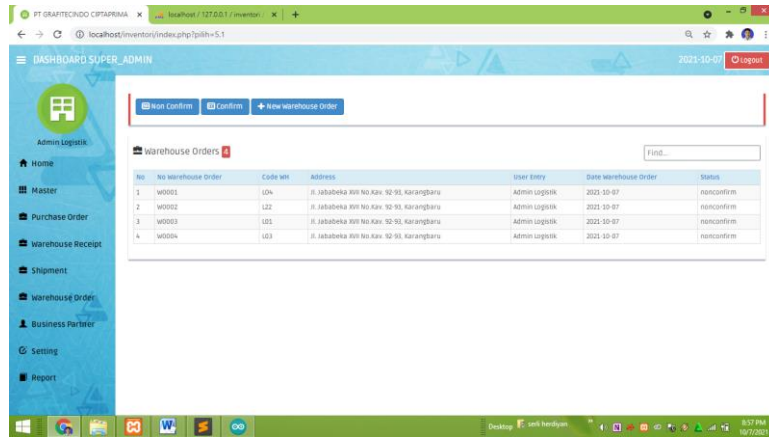 PT GRAFITECINDO CIPTAPRIMA
localhost / 127.0.0.1 / inventori /
localhost/inventori/index.php?pilih=5.1
DASHBOARD SUPER_ADMIN
2021-10-07
Logout
Non Confirm
Confirm
New Warehouse Order
Admin Logistik
Home
Master
Purchase Order
Warehouse Receipt
Shipment
Warehouse Order
Business Partner
Setting
Report
Warehouse Orders 4
Find...
No No Warehouse Order Code WH Address User Entry Date Warehouse Order Status
1 W0001 L04 Jl. Jababeka XVII No.Kav. 92-93, Karangbaru Admin Logistik 2021-10-07 nonconfirm
2 W0002 L22 Jl. Jababeka XVII No.Kav. 92-93, Karangbaru Admin Logistik 2021-10-07 nonconfirm
3 W0003 L01 Jl. Jababeka XVII No.Kav. 92-93, Karangbaru Admin Logistik 2021-10-07 nonconfirm
4 W0004 L03 Jl. Jababeka XVII No.Kav. 92-93, Karangbaru Admin Logistik 2021-10-07 nonconfirm
Desktop
serli herdiyan
8:57 PM
10/7/2021